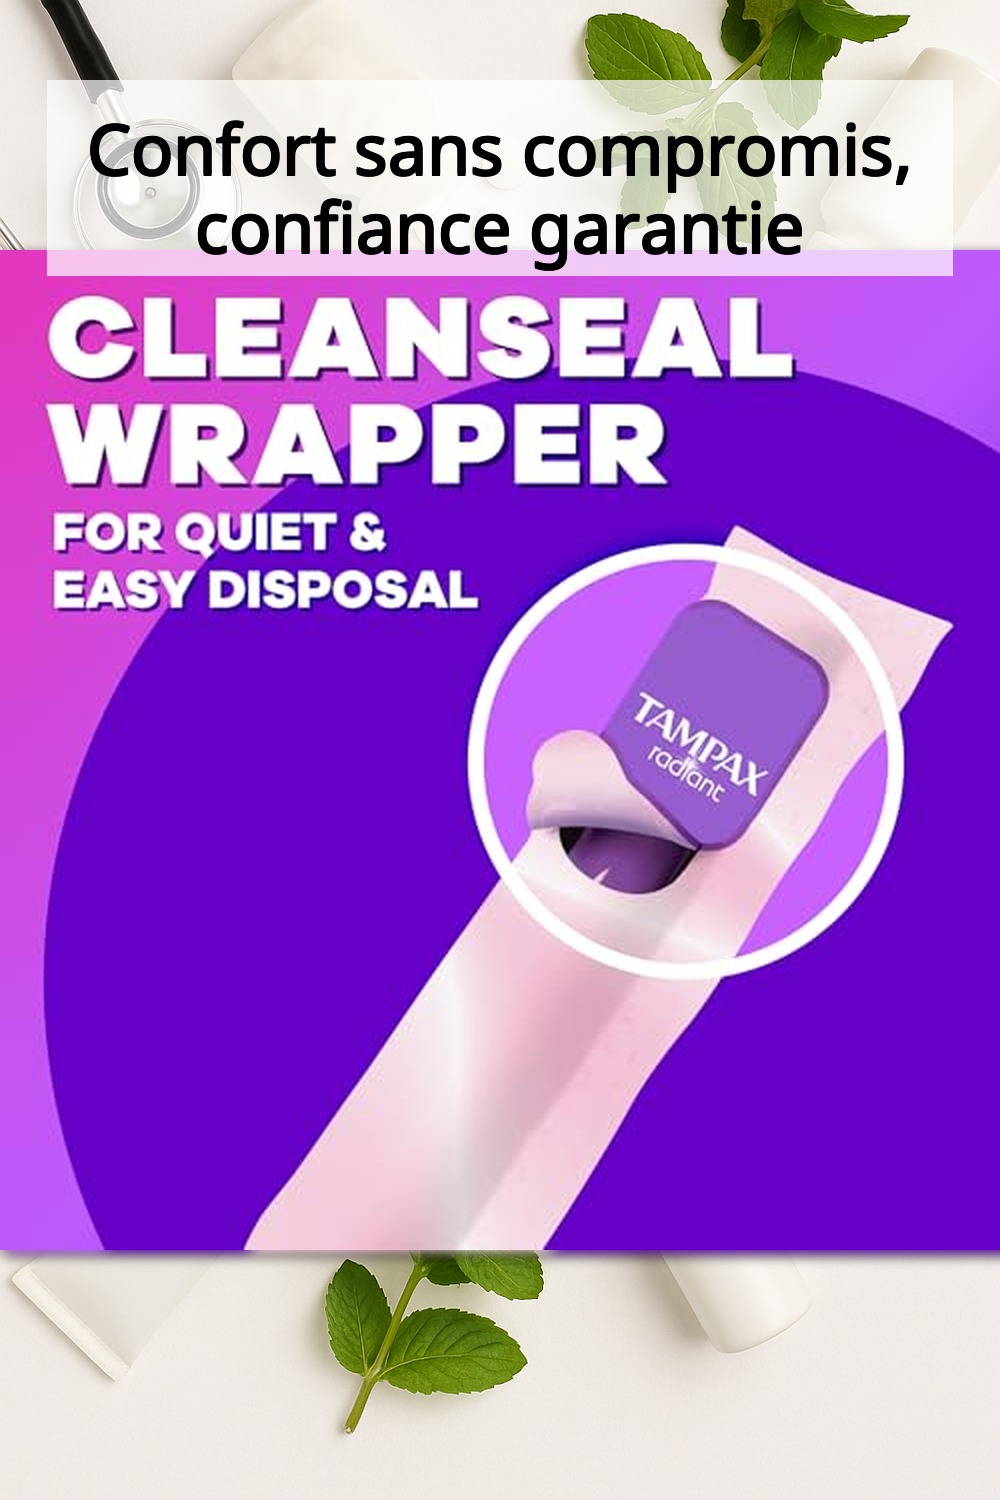 Confort sans compromis,
confiance garantie
CLEANSEAL
WRAPPER
FOR QUIET &
EASY DISPOSAL
TAMPAX
radiant